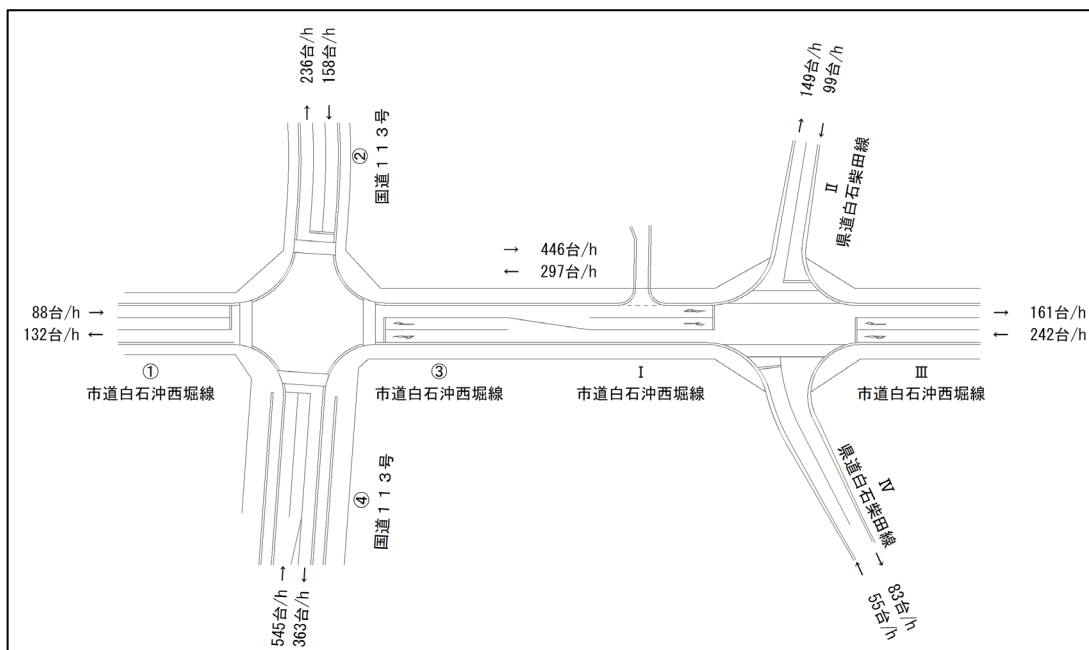 236台/h
158台/h
↑
↓
②
国道１１３号
149台/h
99台/h
↑
↓
Ⅱ
県道白石柴田線
→ 446台/h
← 297台/h
88台/h →
132台/h ←
→ 161台/h
← 242台/h
①
市道白石沖西堀線
③
市道白石沖西堀線
Ⅰ
市道白石沖西堀線
Ⅲ
市道白石沖西堀線
④
国道１１３号
Ⅳ
県道白石柴田線
↑
↓
545台/h
363台/h
↑
↓
55台/h
83台/h